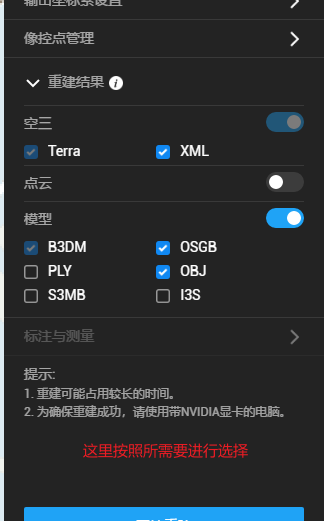 输出坐标系设置
像控点管理
重建结果
空三
Terra XML
点云
模型
B3DM OSGB
PLY OBJ
S3MB I3S
标注与测量
提示:
1. 重建可能占用较长的时间。
2. 为确保重建成功，请使用带NVIDIA显卡的电脑。
这里按照所需要进行选择